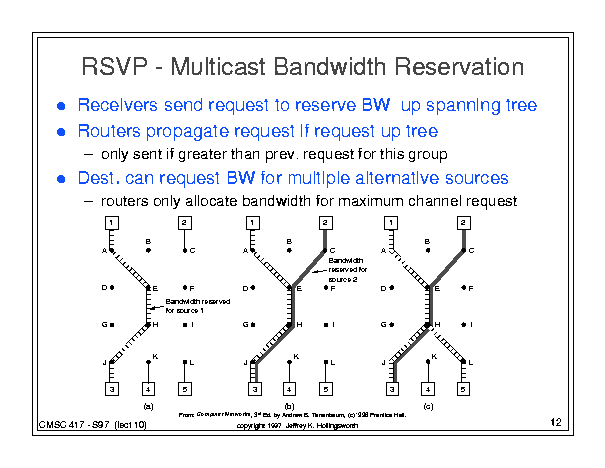 RSVP - Multicast Bandwidth Reservation
● Receivers send request to reserve BW up spanning tree
● Routers propagate request if request up tree
– only sent if greater than prev. request for this group
● Dest. can request BW for multiple alternative sources
– routers only allocate bandwidth for maximum channel request
1 2 1 2 1 2
B B B
A C A C A C
Bandwidth
reserved for
source 2
D E F D E F D E F
Bandwidth reserved
for source 1
G H I G H I G H I
K K K
J L J L J L
3 4 5 3 4 5 3 4 5
(a) (b) (c)
From: Computer Networks, 3rd Ed. by Andrew S. Tanenbaum, (c)1996 Prentice Hall.
CMSC 417 - S97 (lect 10) copyright 1997 Jeffrey K. Hollingsworth 12